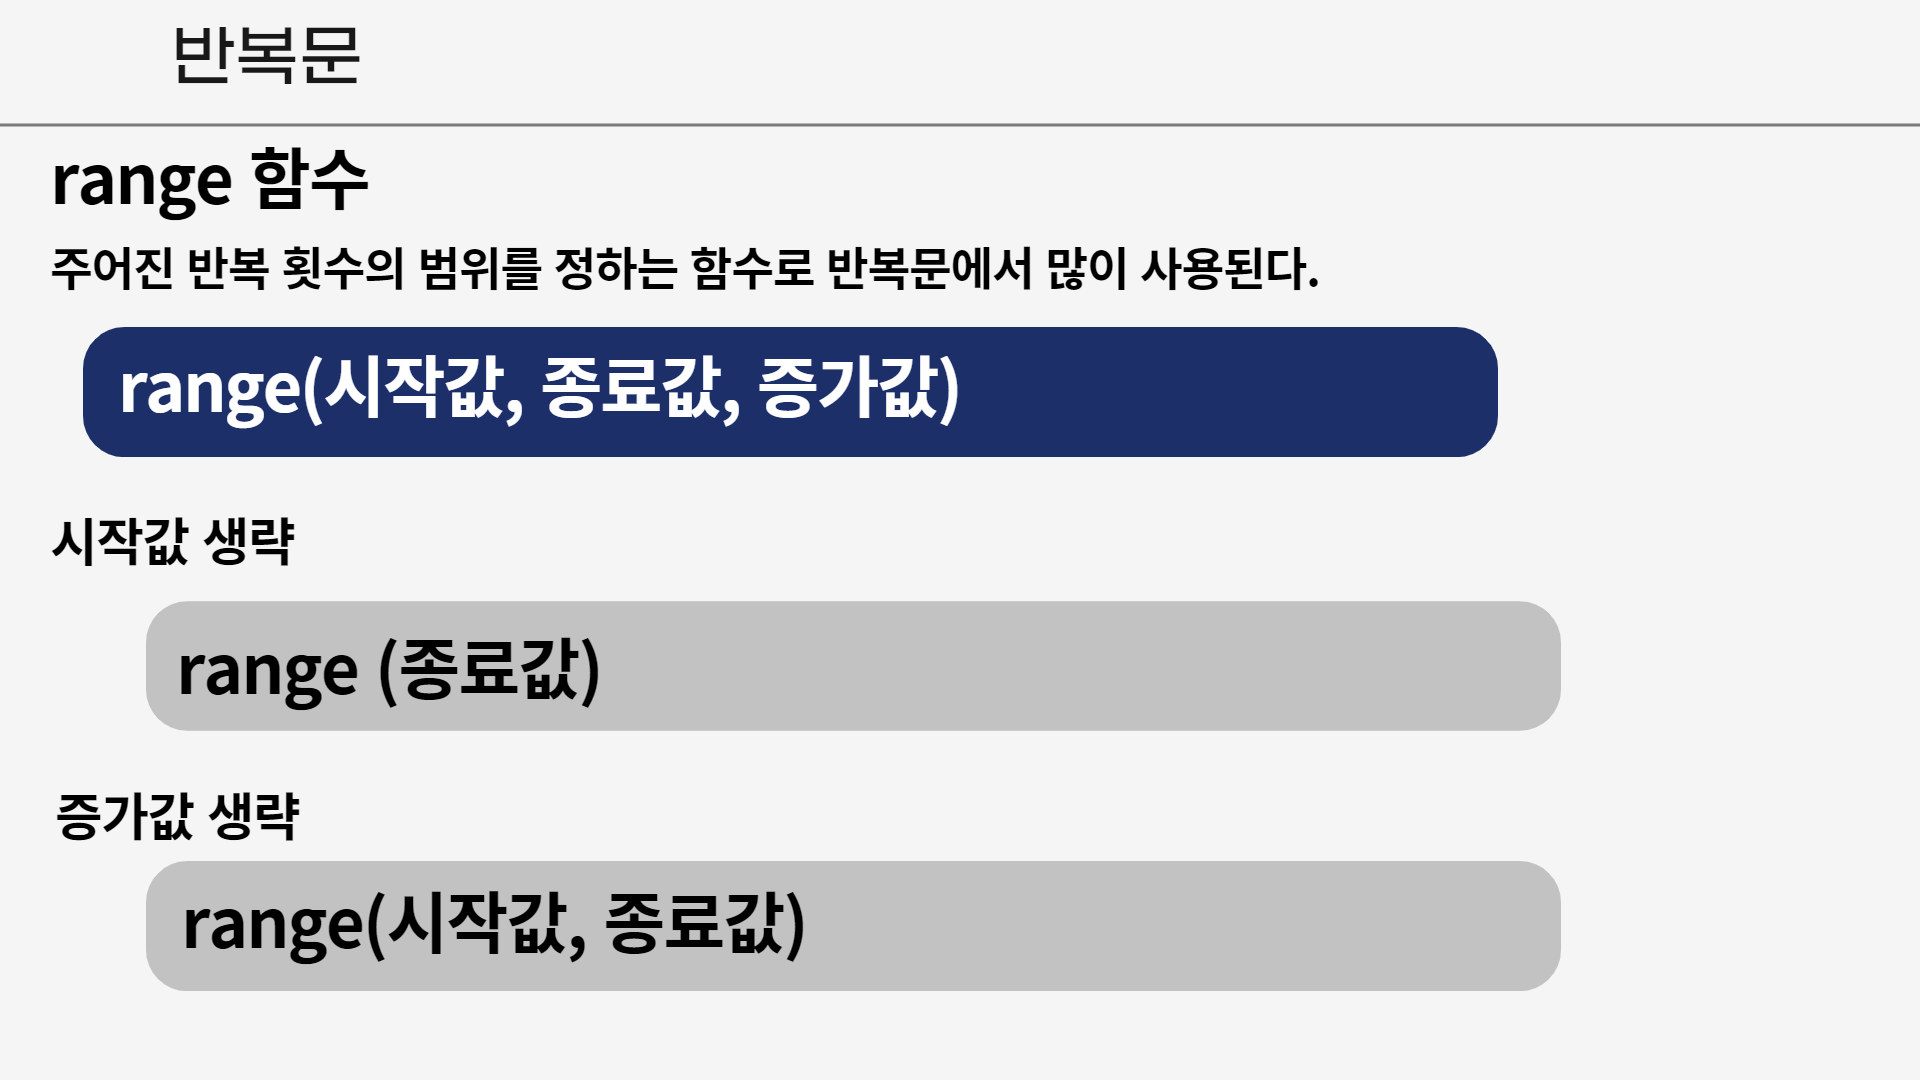 반복문
range 함수
주어진 반복 횟수의 범위를 정하는 함수로 반복문에서 많이 사용된다.
range(시작값, 종료값, 증가값)
시작값 생략
range (종료값)
증가값 생략
range(시작값, 종료값)